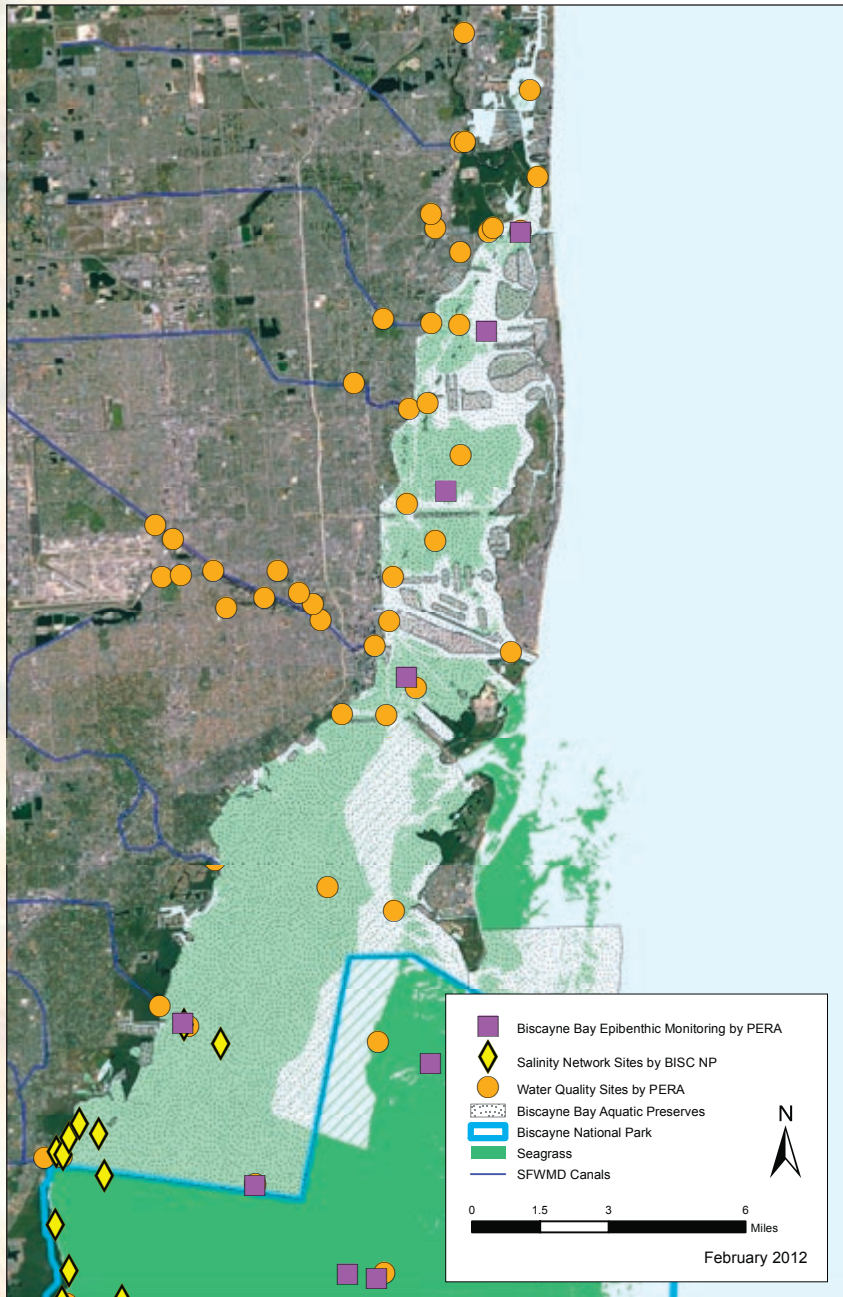 Biscayne Bay Epibenthic Monitoring by PERA
Salinity Network Sites by BISC NP
Water Quality Sites by PERA
Biscayne Bay Aquatic Preserves
Biscayne National Park
Seagrass
SFWMD Canals
N
0 1.5 3 6
Miles
February 2012